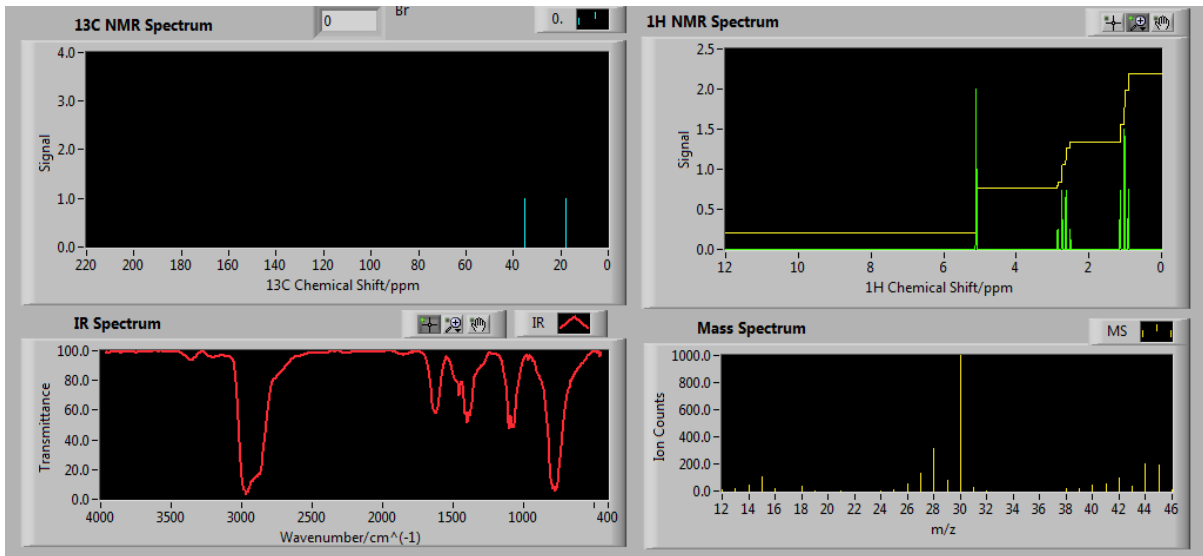 0 Br
13C NMR Spectrum 0.
4.0
3.0
2.0
1.0
0.0
Signal
220 200 180 160 140 120 100 80 60 40 20 0
13C Chemical Shift/ppm
1H NMR Spectrum
2.5
2.0
1.5
1.0
0.5
0.0
Signal
12 10 8 6 4 2 0
1H Chemical Shift/ppm
IR Spectrum IR
100.0
80.0
60.0
40.0
20.0
0.0
Transmittance
4000 3000 2000 1000 400
Wavenumber/cm^(-1)
Mass Spectrum MS
1000.0
800.0
600.0
400.0
200.0
0.0
Ion Counts
12 14 16 18 20 22 24 26 28 30 32 34 36 38 40 42 44 46
m/z